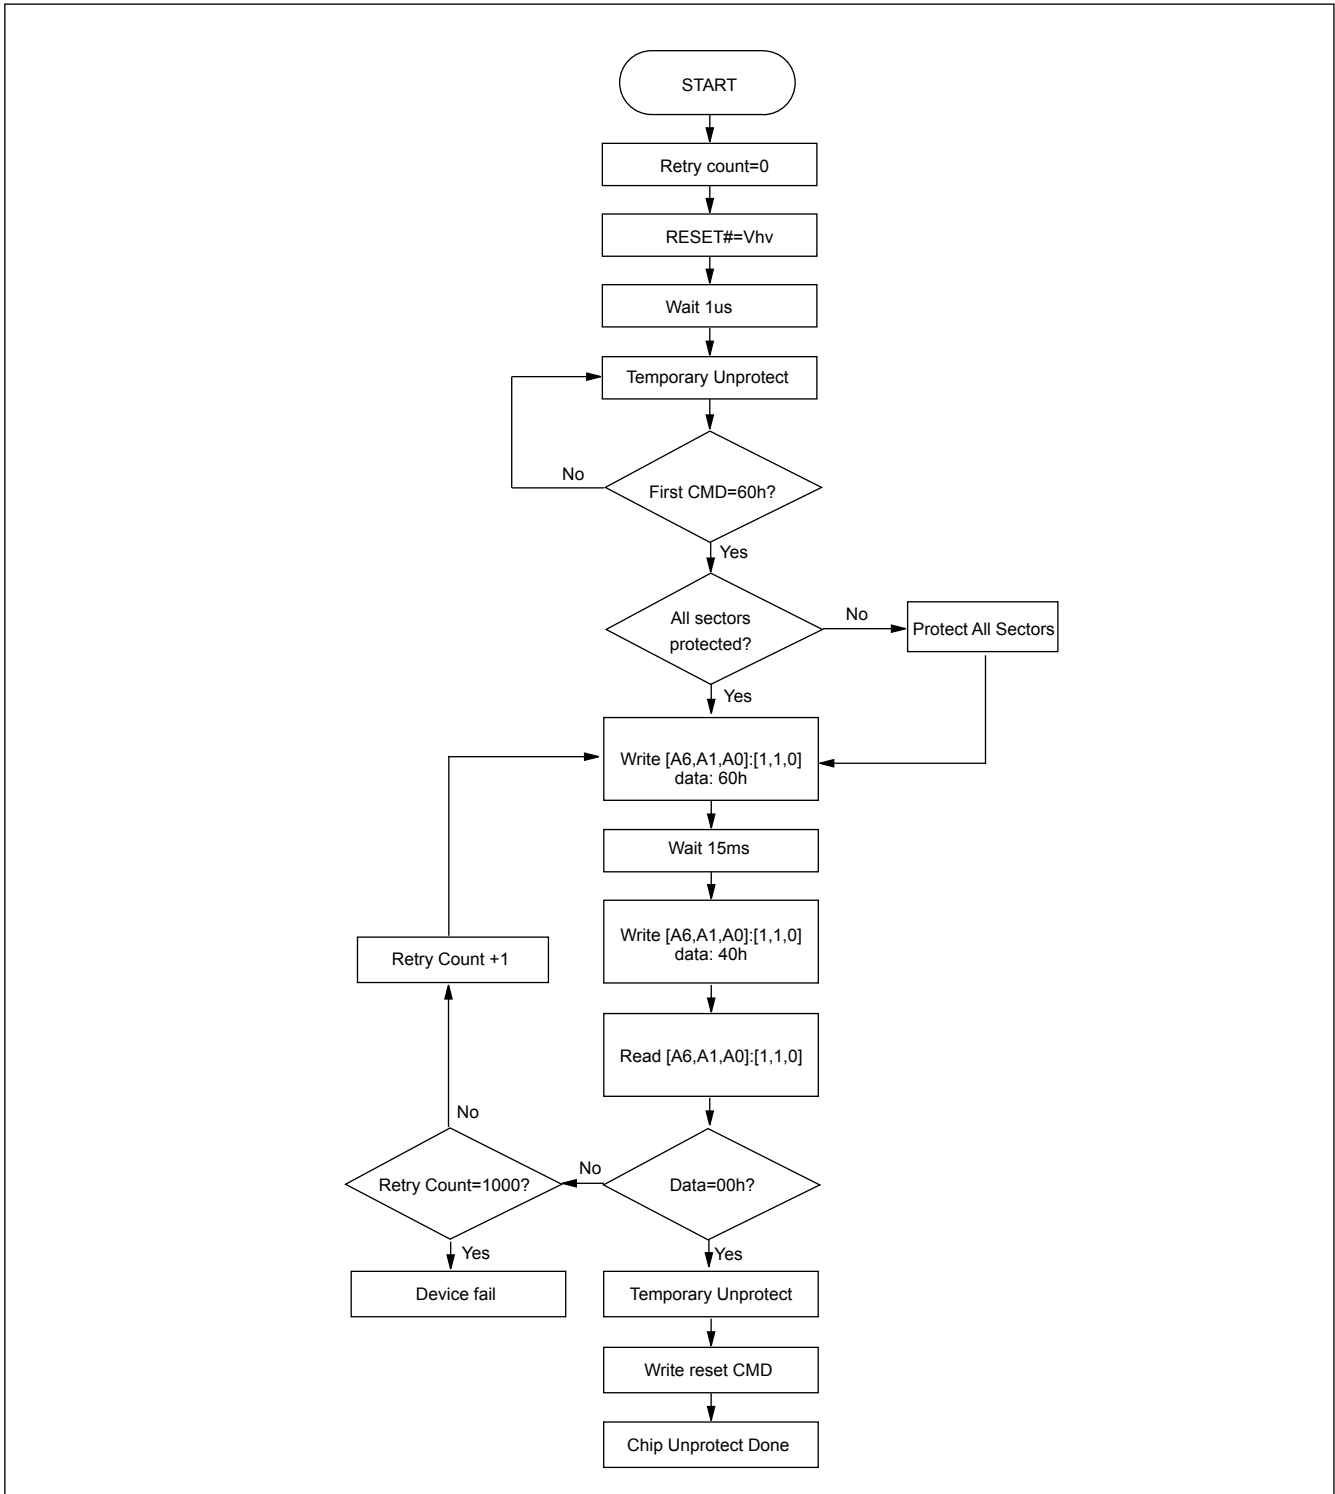 START
Retry count=0
RESET#=Vhv
Wait 1us
Temporary Unprotect
No
First CMD=60h?
Yes
All sectors
protected?
No
Protect All Sectors
Yes
Write [A6,A1,A0]:[1,1,0]
data: 60h
Wait 15ms
Write [A6,A1,A0]:[1,1,0]
data: 40h
Retry Count +1
Read [A6,A1,A0]:[1,1,0]
No
Retry Count=1000?
No
Data=00h?
Yes
Yes
Device fail
Temporary Unprotect
Write reset CMD
Chip Unprotect Done